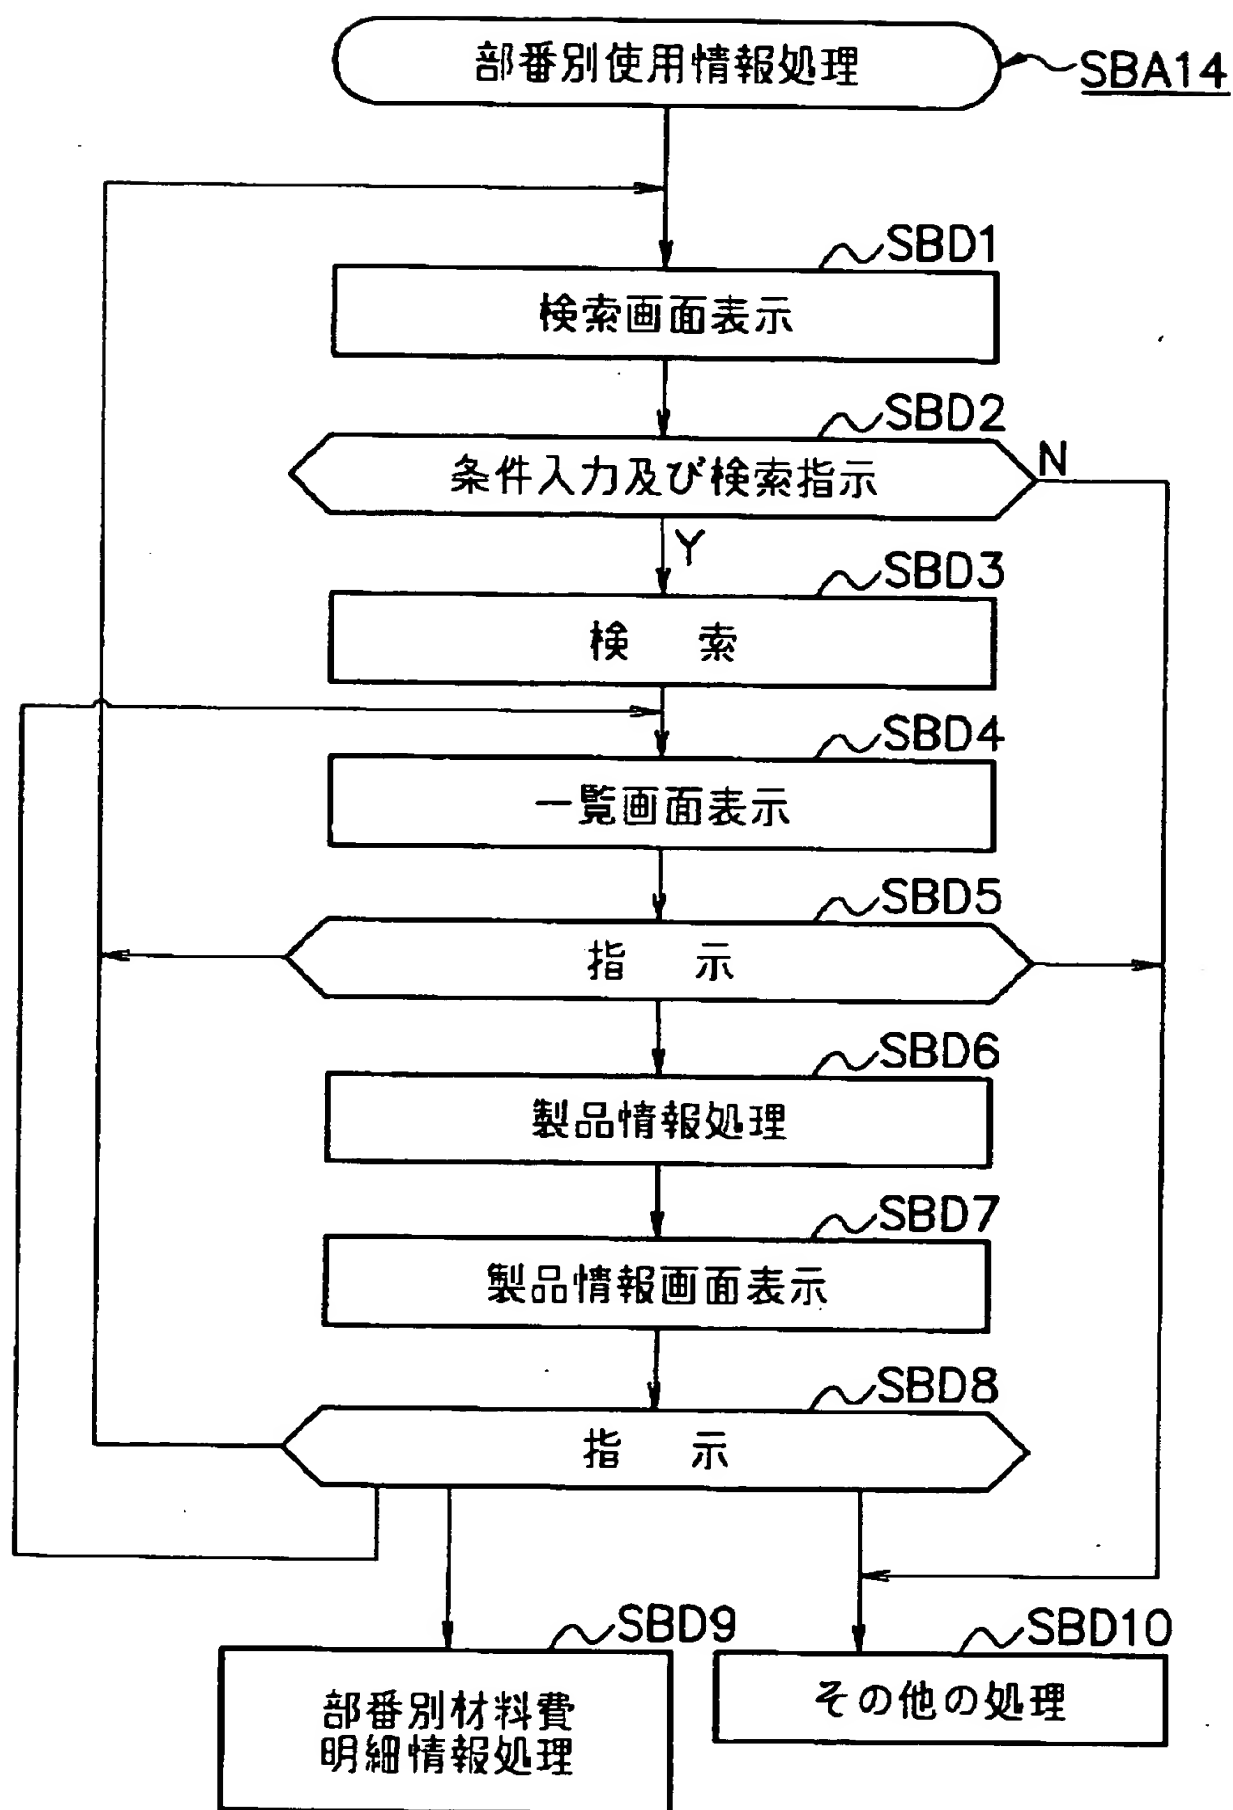 部番別使用情報処理
SBA14
SBD1
検索画面表示
SBD2
条件入力及び検索指示
N
Y
SBD3
検 索
SBD4
一覧画面表示
SBD5
指 示
SBD6
製品情報処理
SBD7
製品情報画面表示
SBD8
指 示
SBD9
部番別材料費
明細情報処理
SBD10
その他の処理